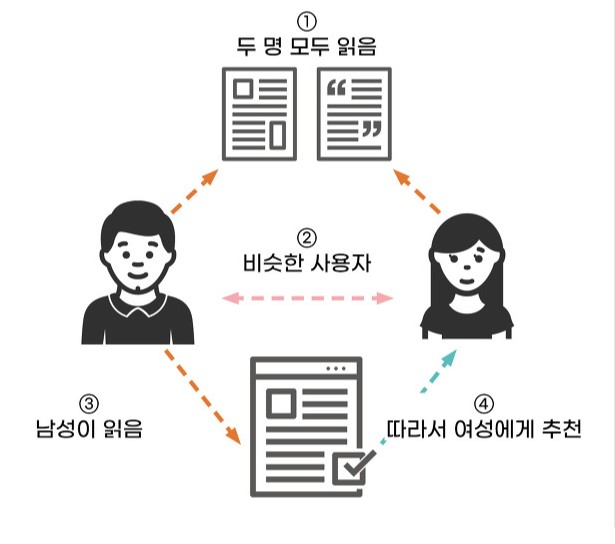 ①
두 명 모두 읽음
②
비슷한 사용자
③
남성이 읽음
④
따라서 여성에게 추천